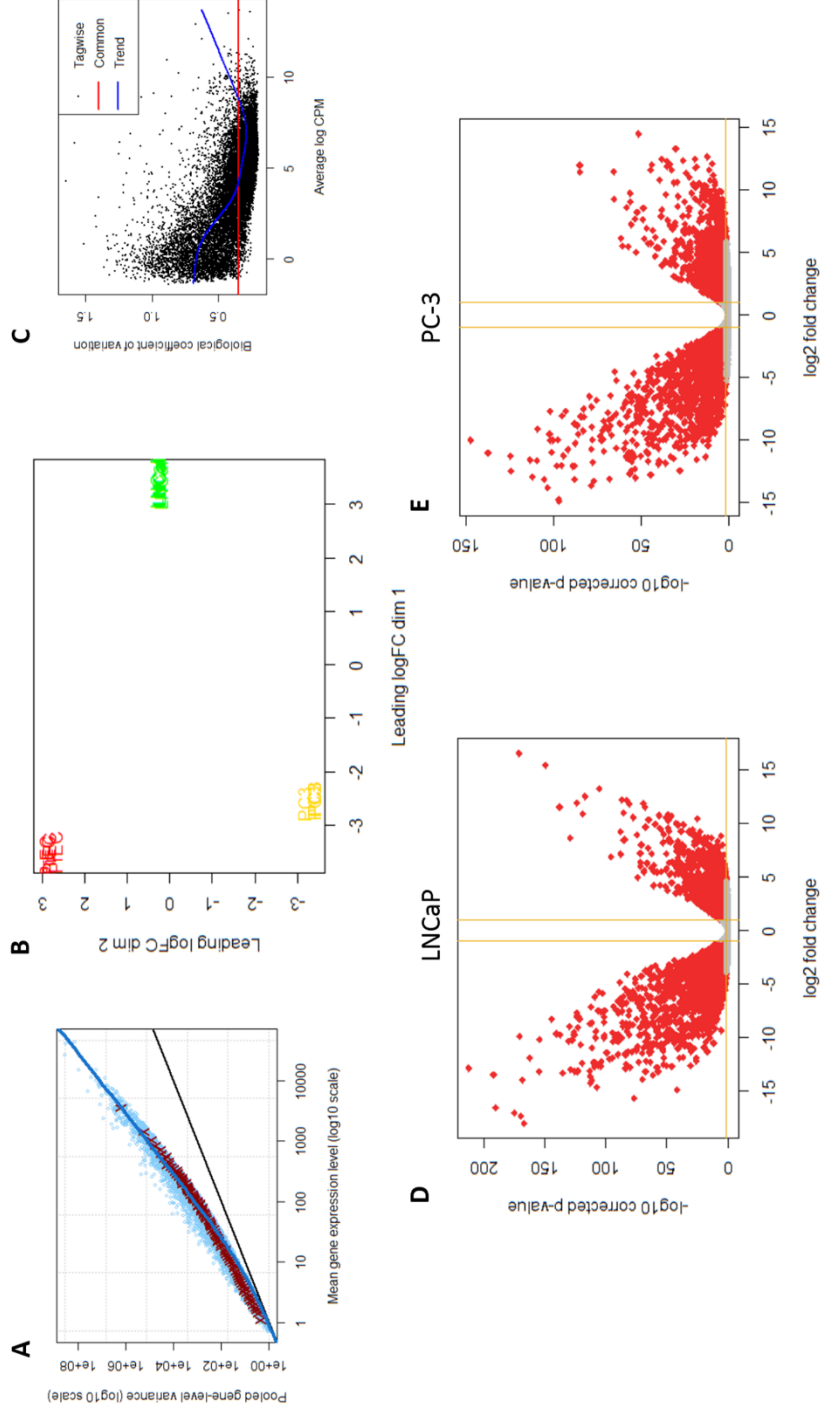 A
Pooled gene-level variance (log10 scale)
1e+08
1e+06
1e+04
1e+02
1e+00
1
10
100
1000
10000
Mean gene expression level (log10 scale)
B
Leading logFC dim 2
3
2
1
0
-1
-2
-3
PC3
-3
-2
-1
0
1
2
3
Leading logFC dim 1
C
Biological coefficient of variation
1.5
1.0
0.5
Tagwise
Common
Trend
0
5
10
Average log CPM
D
LNCaP
-log10 corrected p-value
200
150
100
50
0
-15
-10
-5
0
5
10
15
log2 fold change
E
PC-3
-log10 corrected p-value
150
100
50
0
-15
-10
-5
0
5
10
15
log2 fold change